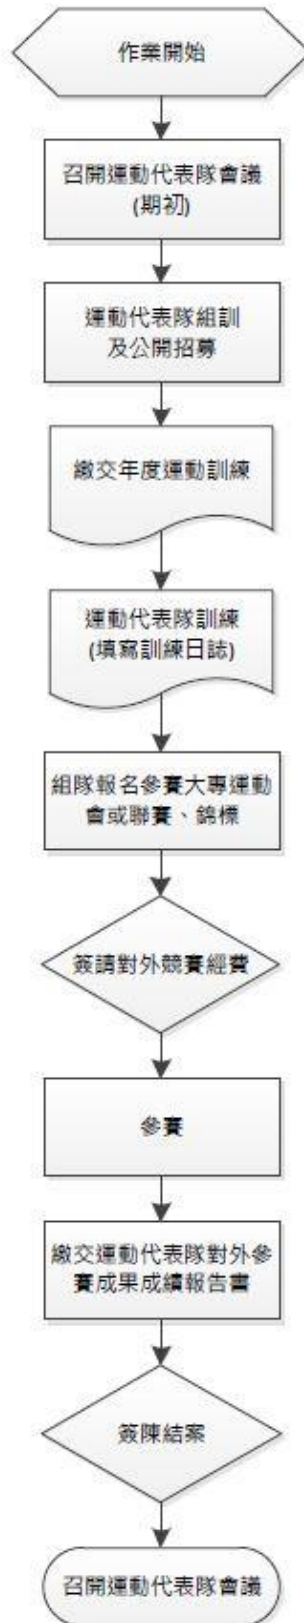 作業開始
召開運動代表隊會議
(期初)
運動代表隊組訓
及公開招募
繳交年度運動訓練
運動代表隊訓練
(填寫訓練日誌)
組隊報名參賽大專運動
會或聯賽、錦標
簽請對外競賽經費
參賽
繳交運動代表隊對外參
賽成果成績報告書
簽陳結案
召開運動代表隊會議